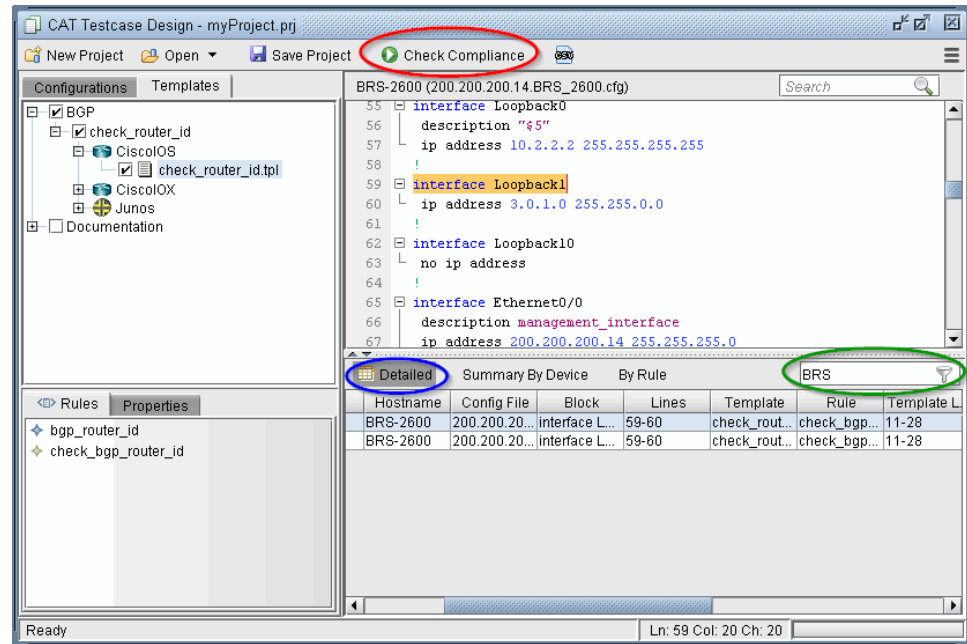 CAT Testcase Design - myProject.prj
New Project Open Save Project Check Compliance csv
Configurations Templates
BGP
check_router_id
CiscoIOS
check_router_id.tpl
CiscoIOX
Junos
Documentation
BRS-2600 (200.200.200.14.BRS_2600.cfg) Search
55 interface Loopback0
56 description "$5"
57 ip address 10.2.2.2 255.255.255.255
58 !
59 interface Loopback1
60 ip address 3.0.1.0 255.255.0.0
61 !
62 interface Loopback10
63 no ip address
64 !
65 interface Ethernet0/0
66 description management_interface
67 ip address 200.200.200.14 255.255.255.0
Rules Properties
bgp_router_id
check_bgp_router_id
Detailed Summary By Device By Rule BRS
Hostname Config File Block Lines Template Rule Template L.
BRS-2600 200.200.20... interface L... 59-60 check_rout... check_bgp... 11-28
BRS-2600 200.200.20... interface L... 59-60 check_rout... check_bgp... 11-28
Ready Ln: 59 Col: 20 Ch: 20